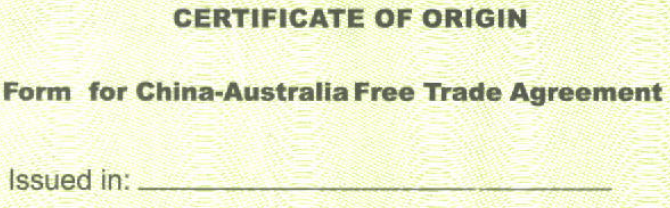 CERTIFICATE OF ORIGIN
Form for China-Australia Free Trade Agreement
Issued in: